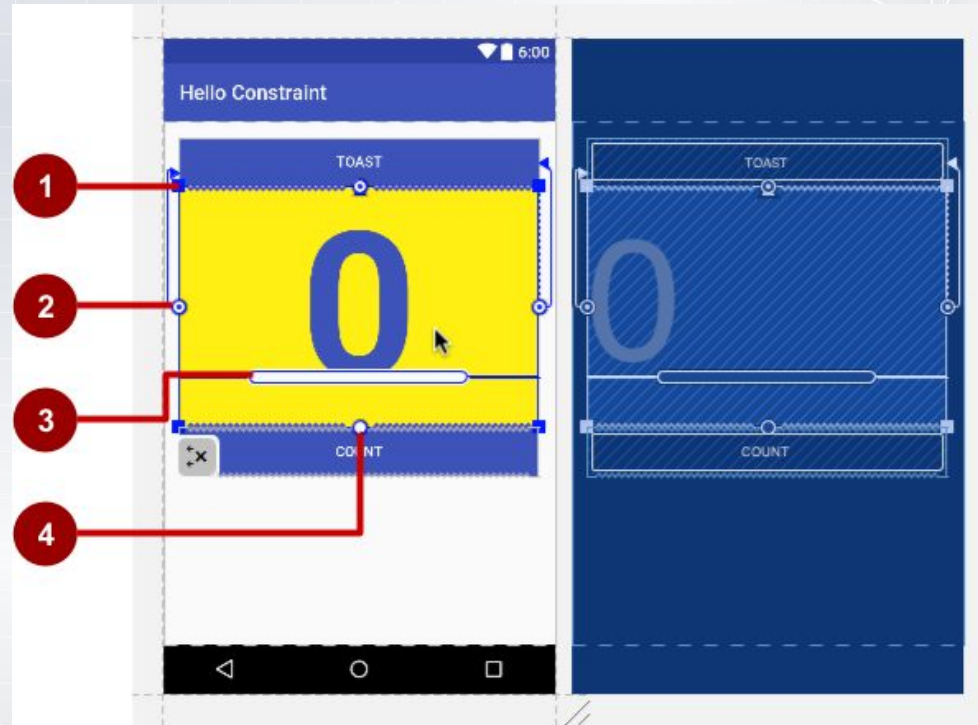 6:00
Hello Constraint
TOAST
TOAST
1
0
0
2
3
COUNT
COUNT
4